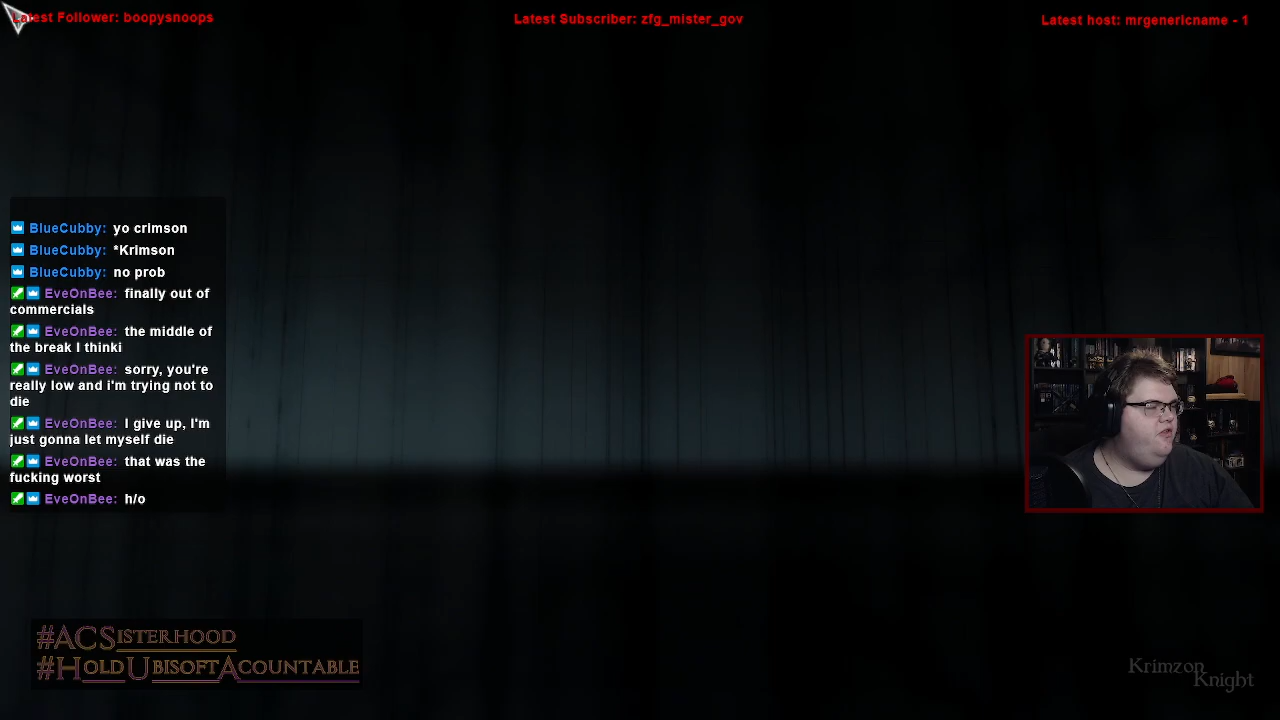 Latest Follower: boopysnoops
Latest Subscriber: zfg_mister_gov
Latest host: mrgenericname - 1
BlueCubby: yo crimson
BlueCubby: *Krimson
BlueCubby: no prob
EveOnBee: finally out of
commercials
EveOnBee: the middle of
the break I thinki
EveOnBee: sorry, you're
really low and i'm trying not to
die
EveOnBee: I give up, I'm
just gonna let myself die
EveOnBee: that was the
fucking worst
EveOnBee: h/o
#ACSisterhood
#HoldUbisoftAcountable
Krimzon
Knight